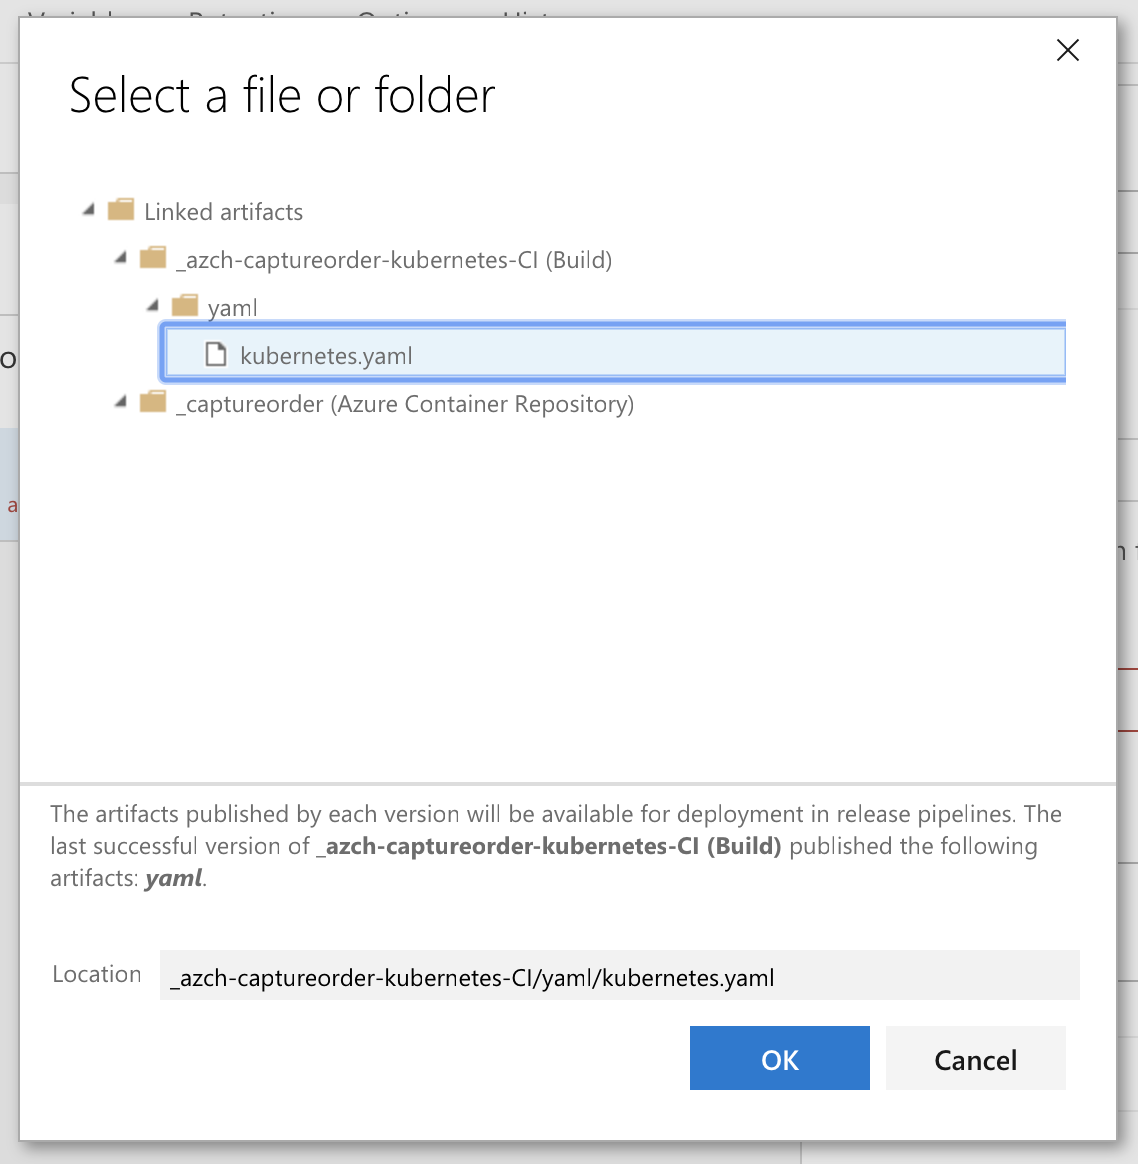 Select a file or folder
Linked artifacts
_azch-captureorder-kubernetes-CI (Build)
yaml
kubernetes.yaml
_captureorder (Azure Container Repository)
The artifacts published by each version will be available for deployment in release pipelines. The
last successful version of _azch-captureorder-kubernetes-CI (Build) published the following
artifacts: yaml.
Location
_azch-captureorder-kubernetes-CI/yaml/kubernetes.yaml
OK
Cancel